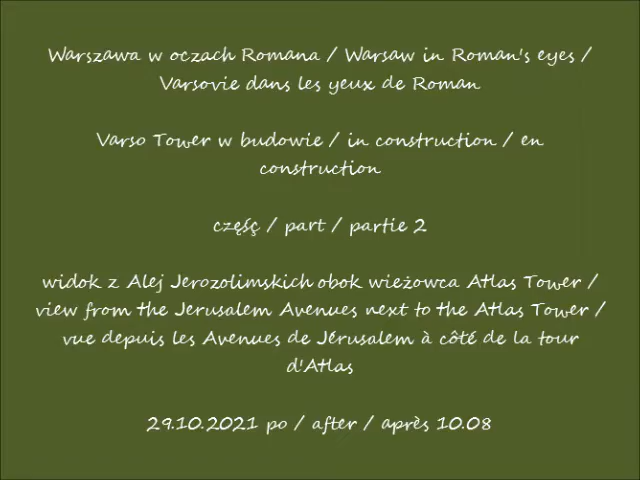 Warszawa w oczach Romana / Warsaw in Roman's eyes /
Varsovie dans les yeux de Roman
Varso Tower w budowie / in construction / en
construction
częśç / part / partie 2
widok z Alej Jerozolimskich obok wieżowca Atlas Tower /
view from the Jerusalem Avenues next to the Atlas Tower /
vue depuis les Avenues de Jérusalem à côté de la tour
d'Atlas
29.10.2021 po / after / après 10.08